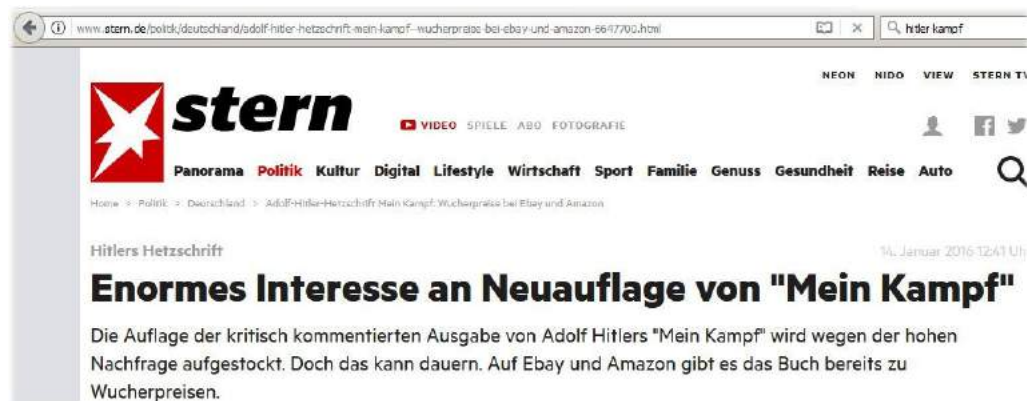 www.stern.de/politik/deutschland/adolf-hitler-hetzschrift-mein-kampf--wucherpreise-bei-ebay-und-amazon-6647700.html hitler kampf
NEON NIDO VIEW STERN TV
stern
VIDEO SPIELE ABO FOTOGRAFIE
Panorama Politik Kultur Digital Lifestyle Wirtschaft Sport Familie Genuss Gesundheit Reise Auto
Home > Politik > Deutschland > Adolf-Hitler-Hetzschrift Mein Kampf: Wucherpreise bei Ebay und Amazon
Hitlers Hetzschrift 14. Januar 2016 12:41 Uh
Enormes Interesse an Neuauflage von "Mein Kampf"
Die Auflage der kritisch kommentierten Ausgabe von Adolf Hitlers "Mein Kampf" wird wegen der hohen
Nachfrage aufgestockt. Doch das kann dauern. Auf Ebay und Amazon gibt es das Buch bereits zu
Wucherpreisen.